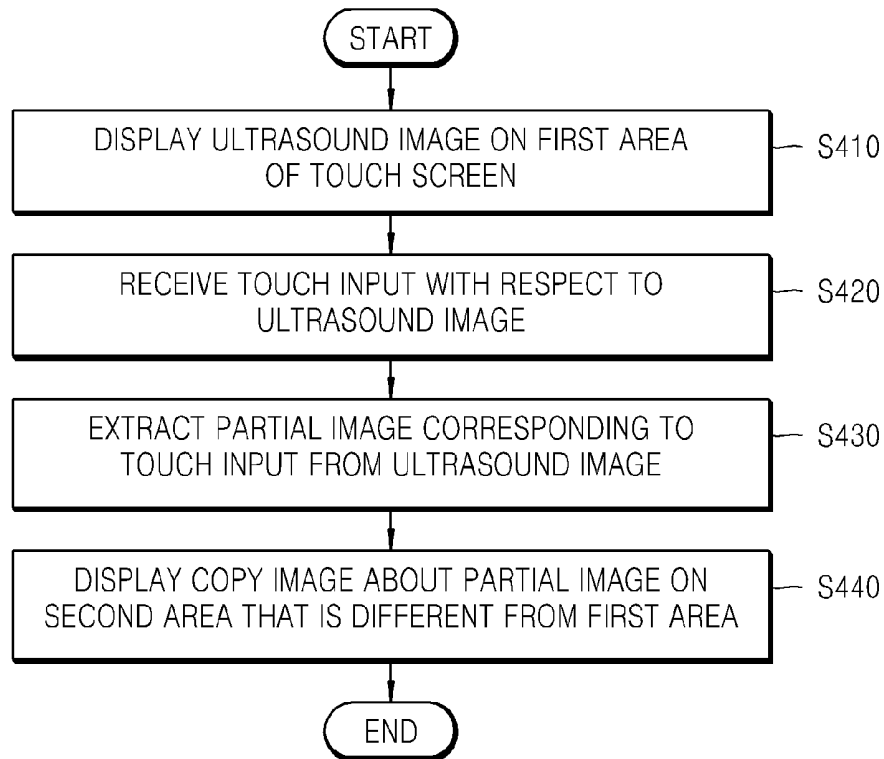 START
DISPLAY ULTRASOUND IMAGE ON FIRST AREA
OF TOUCH SCREEN
S410
RECEIVE TOUCH INPUT WITH RESPECT TO
ULTRASOUND IMAGE
S420
EXTRACT PARTIAL IMAGE CORRESPONDING TO
TOUCH INPUT FROM ULTRASOUND IMAGE
S430
DISPLAY COPY IMAGE ABOUT PARTIAL IMAGE ON
SECOND AREA THAT IS DIFFERENT FROM FIRST AREA
S440
END